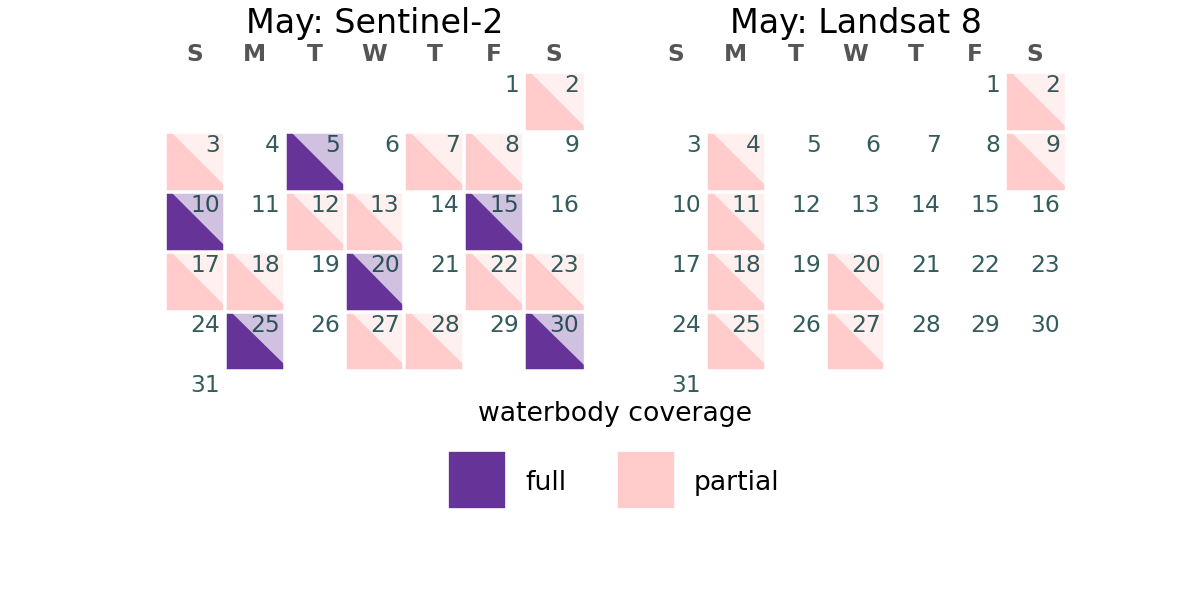 May: Sentinel-2
S M T W T F S
1 2
3 4 5 6 7 8 9
10 11 12 13 14 15 16
17 18 19 20 21 22 23
24 25 26 27 28 29 30
31
May: Landsat 8
S M T W T F S
1 2
3 4 5 6 7 8 9
10 11 12 13 14 15 16
17 18 19 20 21 22 23
24 25 26 27 28 29 30
31
waterbody coverage
full
partial